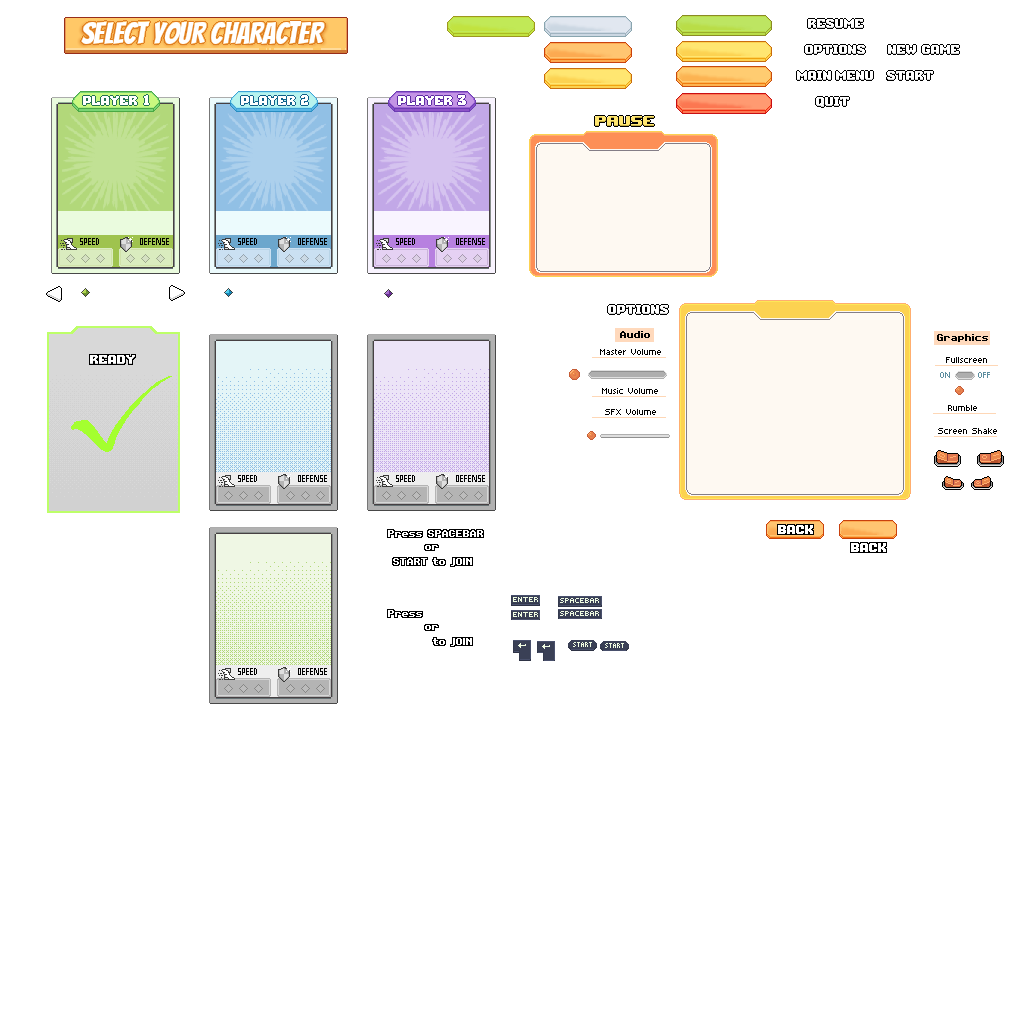 SELECT YOUR CHARACTER
RESUME
OPTIONS NEW GAME
MAIN MENU START
QUIT
PLAYER 1
PLAYER 2
PLAYER 3
PAUSE
SPEED DEFENSE
SPEED DEFENSE
SPEED DEFENSE
OPTIONS
Audio
Master Volume
Music Volume
SFX Volume
Graphics
Fullscreen
ON OFF
Rumble
Screen Shake
READY
SPEED DEFENSE
SPEED DEFENSE
BACK
BACK
Press SPACEBAR
or
START to JOIN
Press
or
to JOIN
ENTER SPACEBAR
ENTER SPACEBAR
START START
SPEED DEFENSE